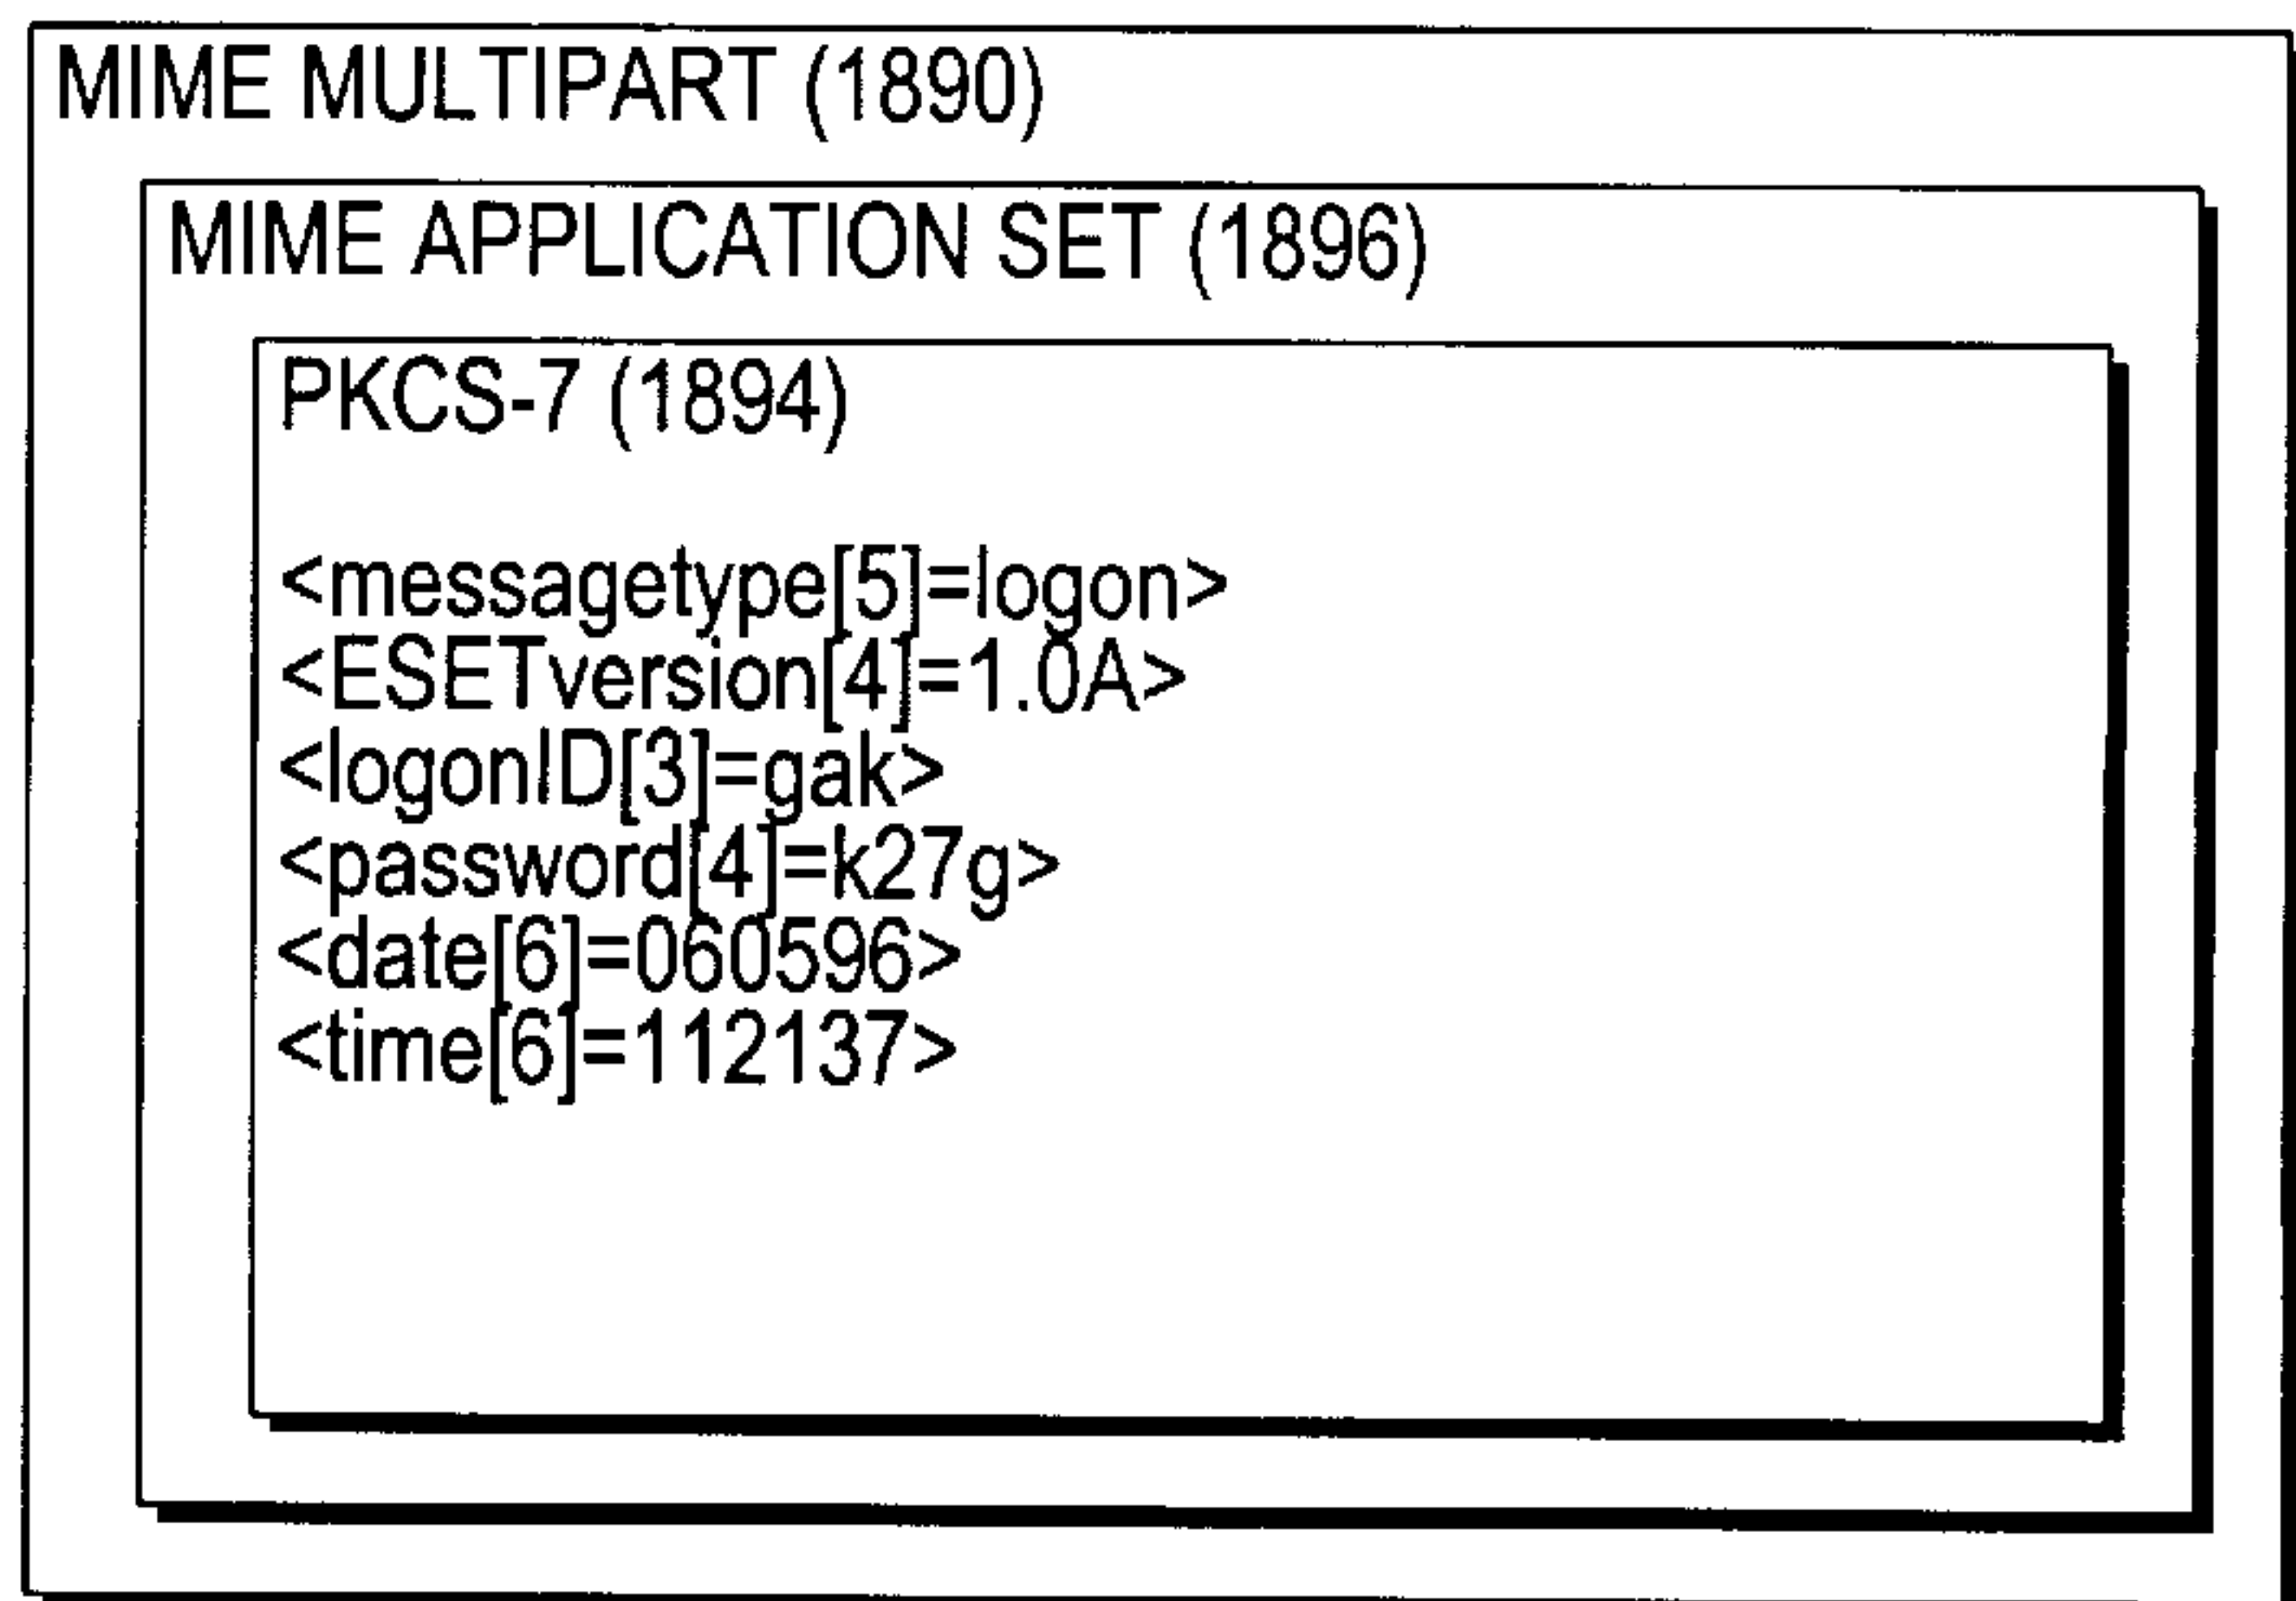 MIME MULTIPART (1890)
MIME APPLICATION SET (1896)
PKCS-7 (1894)
<messagetype[5]=logon>
<ESETversion[4]=1.0A>
<logonID[3]=gak>
<password[4]=k27g>
<date[6]=060596>
<time[6]=112137>